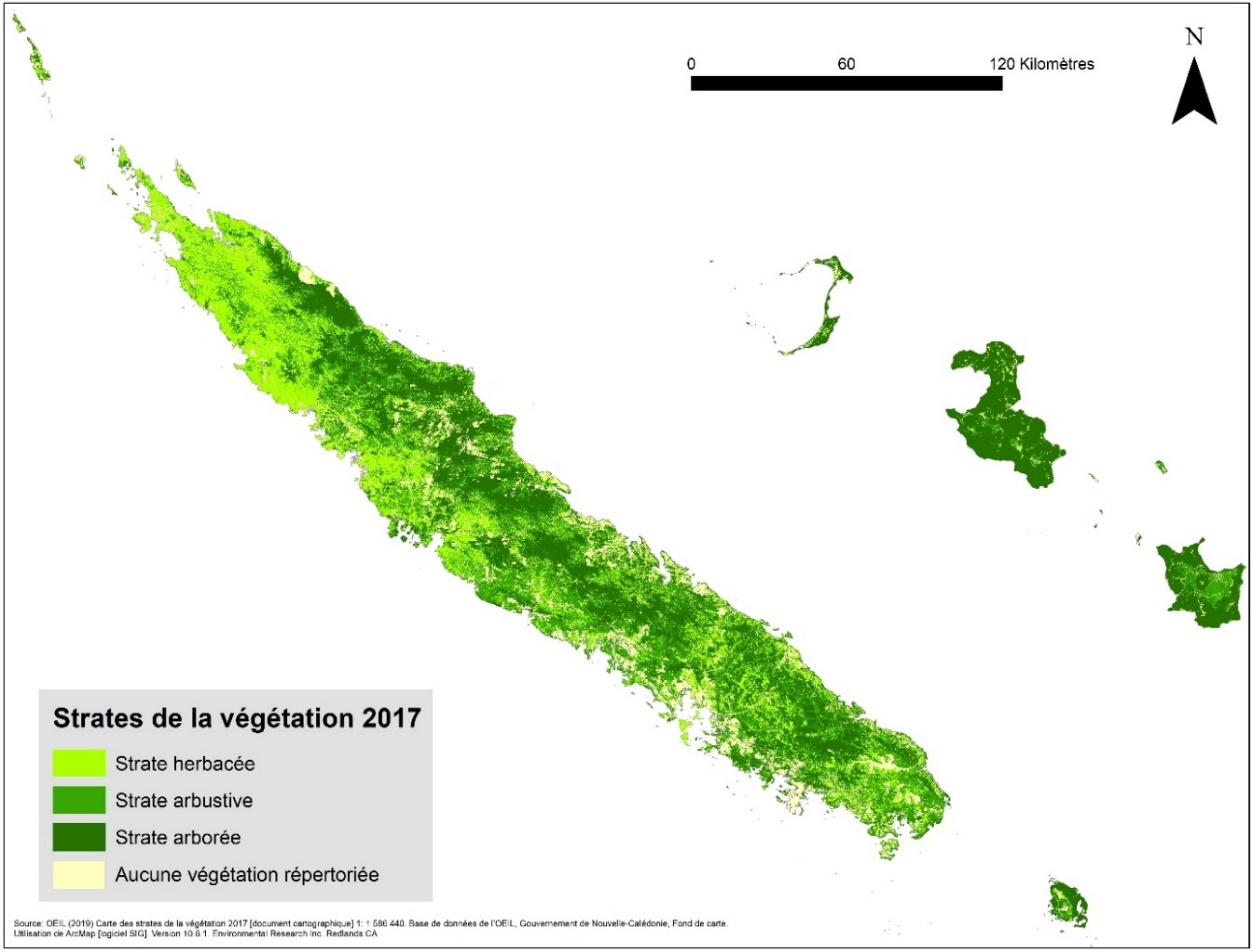 0 60 120 Kilomètres
N
Strates de la végétation 2017
Strate herbacée
Strate arbustive
Strate arborée
Aucune végétation répertoriée
Source: OEIL (2019) Carte des strates de la végétation 2017 [document cartographique] 1: 1 586 440. Base de données de l'OEIL, Gouvernement de Nouvelle-Calédonie, Fond de carte.
Utilisation de ArcMap [logiciel SIG]. Version 10.6.1. Environmental Research Inc. Redlands.CA